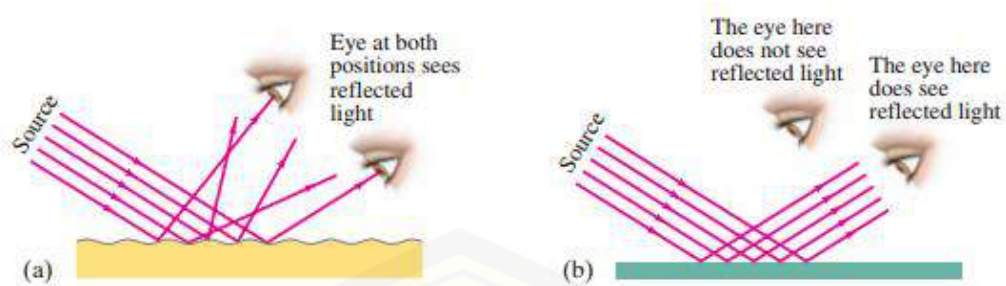 Eye at both
positions sees
reflected
light
Source
(a)
The eye here
does not see
reflected light
The eye here
does see
reflected light
Source
(b)